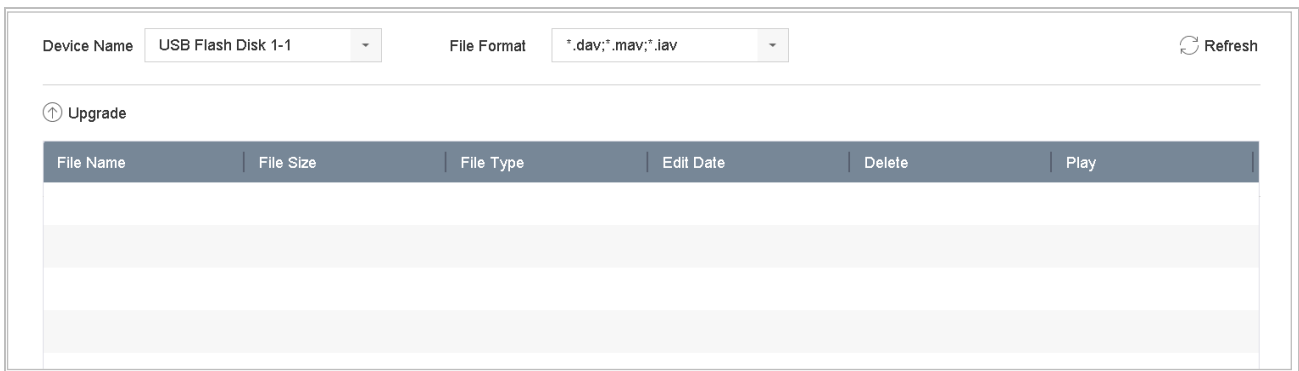 Device Name USB Flash Disk 1-1 File Format *.dav;*.mav;*.iav Refresh
Upgrade
File Name File Size File Type Edit Date Delete Play